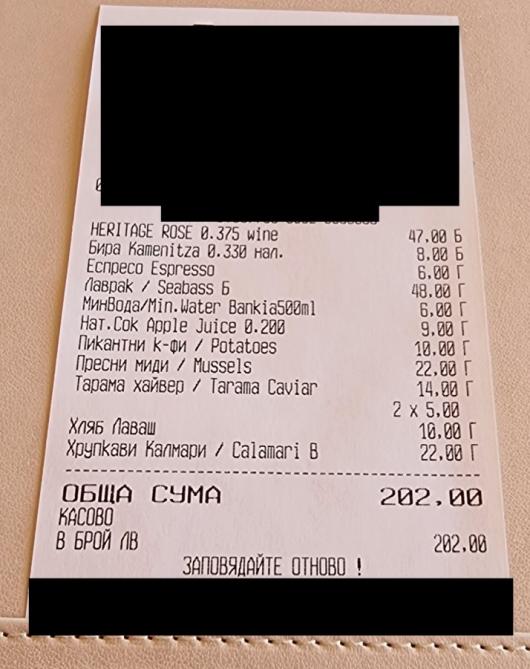 HERITAGE ROSE 0.375 wine 47.00 Б
Бира Kamenitza 0.330 нал. 8.00 Б
Еспресо Espresso 6.00 Г
Лаврак / Seabass Б 48.00 Г
МинВода/Min.Water Bankia500ml 6.00 Г
Нат.Сок Apple Juice 0.200 9.00 Г
Пикантни к-фи / Potatoes 10.00 Г
Пресни миди / Mussels 22.00 Г
Тарама хайвер / Tarama Caviar 14.00 Г
2 x 5.00
Хляб Лаваш 10.00 Г
Хрупкави Калмари / Calamari В 22.00 Г
ОБЩА СУМА 202.00
КАСОВО
В БРОЙ ЛВ 202.00
ЗАПОВЯДАЙТЕ ОТНОВО !